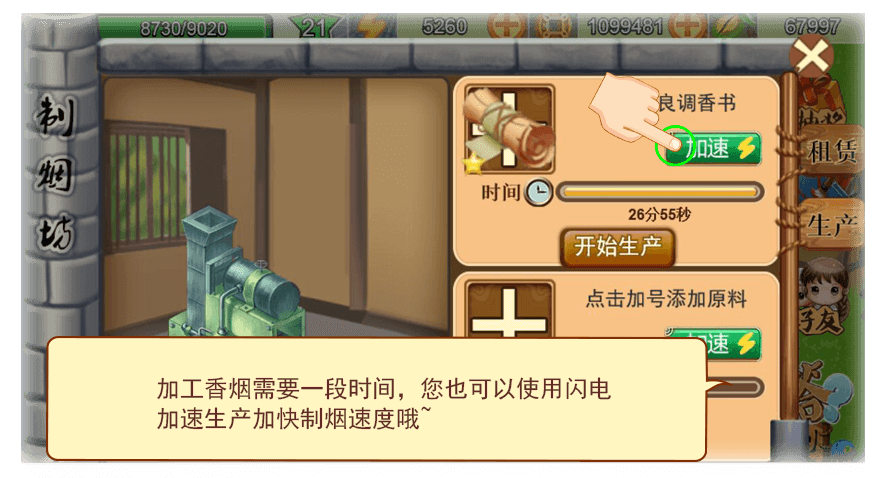 8730/9020
21
5260
1099481
67997
制烟坊
良调香书
加速
租赁
时间
26分55秒
生产
开始生产
点击加号添加原料
加速
加工香烟需要一段时间，您也可以使用闪电
加速生产加快制烟速度哦~